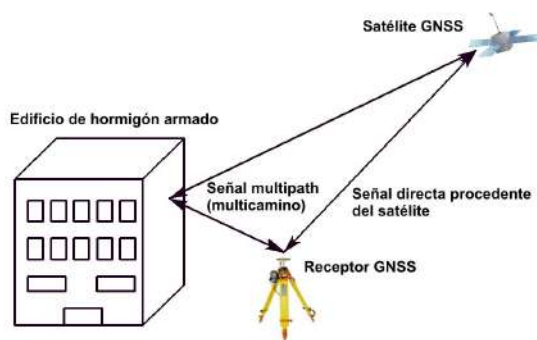 Satélite GNSS
Edificio de hormigón armado
Señal multipath
(multicamino)
Señal directa procedente
del satélite
Receptor GNSS